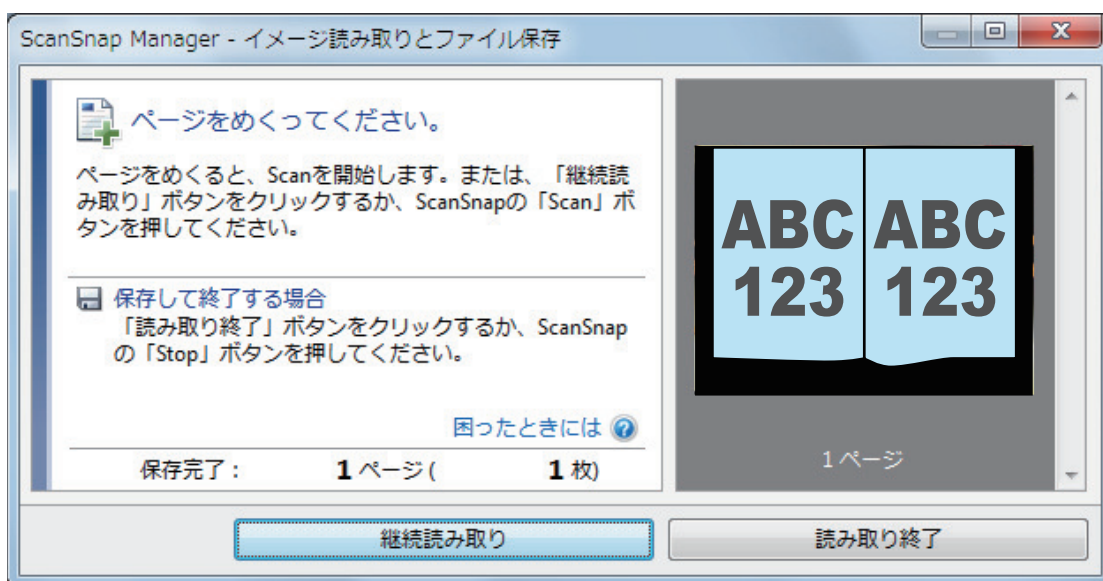 ScanSnap Manager - イメージ読み取りとファイル保存
ページをめくってください。
ページをめくると、Scanを開始します。または、「継続読
み取り」ボタンをクリックするか、ScanSnapの「Scan」ボ
タンを押してください。
保存して終了する場合
「読み取り終了」ボタンをクリックするか、ScanSnap
の「Stop」ボタンを押してください。
困ったときには
保存完了： 1 ページ ( 1 枚)
ABC ABC
123 123
1 ページ
継続読み取り 読み取り終了